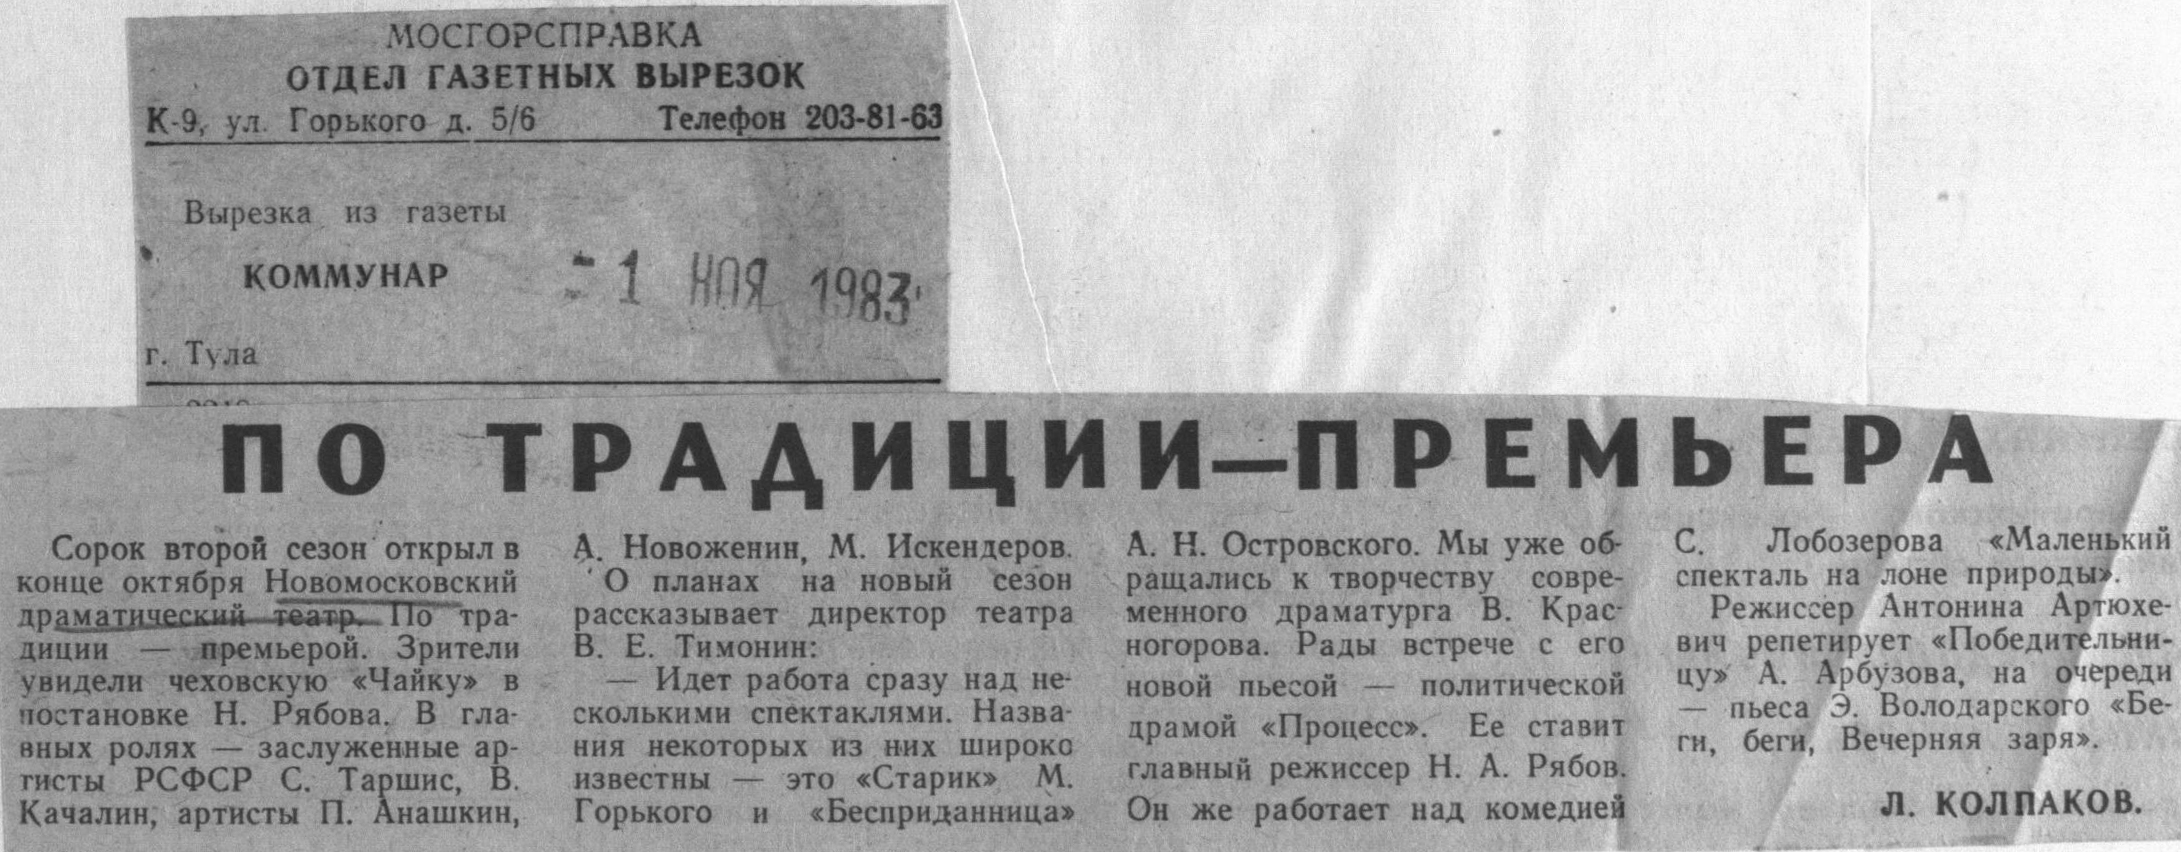 МОСГОРСПРАВКА
ОТДЕЛ ГАЗЕТНЫХ ВЫРЕЗОК
К-9, ул. Горького д. 5/6 Телефон 203-81-63
Вырезка из газеты
КОММУНАР
- 1 НОЯ 1983
г. Тула
ПО ТРАДИЦИИ—ПРЕМЬЕРА
Сорок второй сезон открыл в
конце октября Новомосковский
драматический театр. По тра-
диции — премьерой. Зрители
увидели чеховскую «Чайку» в
постановке Н. Рябова. В гла-
вных ролях — заслуженные ар-
тисты РСФСР С. Таршис, В.
Качалин, артисты П. Анашкин,
А. Новоженин, М. Искендеров.
О планах на новый сезон
рассказывает директор театра
В. Е. Тимонин:
— Идет работа сразу над не-
сколькими спектаклями. Назва-
ния некоторых из них широко
известны — это «Старик» М.
Горького и «Бесприданница»
А. Н. Островского. Мы уже об-
ращались к творчеству совре-
менного драматурга В. Крас-
ногорова. Рады встрече с его
новой пьесой — политической
драмой «Процесс». Ее ставит
главный режиссер Н. А. Рябов.
Он же работает над комедией
С. Лобозерова «Маленький
спекталь на лоне природы».
Режиссер Антонина Артюхе-
вич репетирует «Победительни-
цу» А. Арбузова, на очереди
— пьеса Э. Володарского «Бе-
ги, беги, Вечерняя заря».
Л. КОЛПАКОВ.